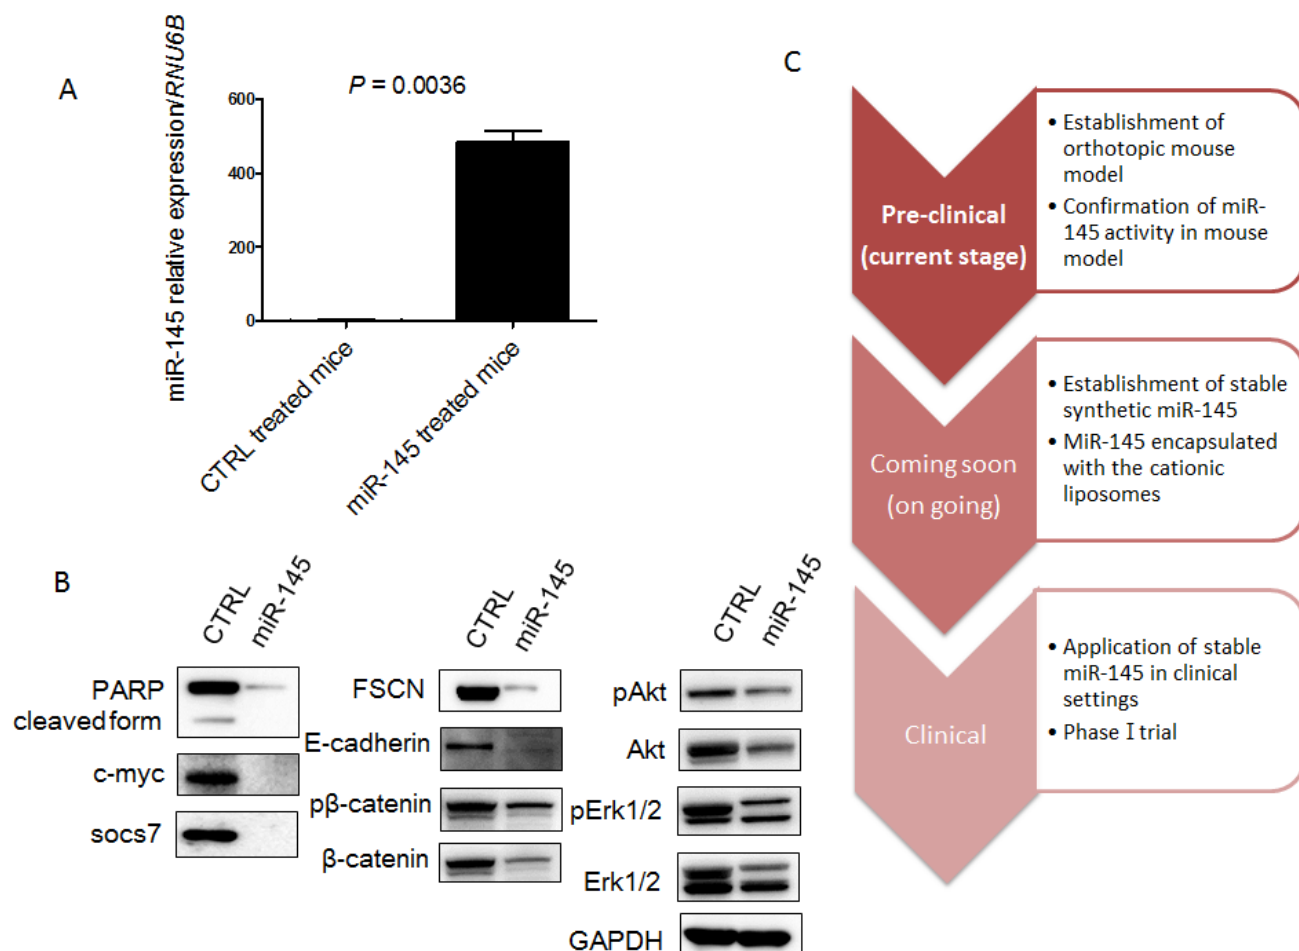 A
miR-145 relative expression/RNU6B
P = 0.0036
600
400
200
0
CTRL treated mice
miR-145 treated mice
B
CTRL
miR-145
PARP
cleaved form
c-myc
socs7
CTRL
miR-145
FSCN
E-cadherin
pβ-catenin
β-catenin
CTRL
miR-145
pAkt
Akt
pErk1/2
Erk1/2
GAPDH
C
Pre-clinical
(current stage)
• Establishment of
orthotopic mouse
model
• Confirmation of miR-
145 activity in mouse
model
Coming soon
(on going)
• Establishment of stable
synthetic miR-145
• MiR-145 encapsulated
with the cationic
liposomes
Clinical
• Application of stable
miR-145 in clinical
settings
• Phase I trial